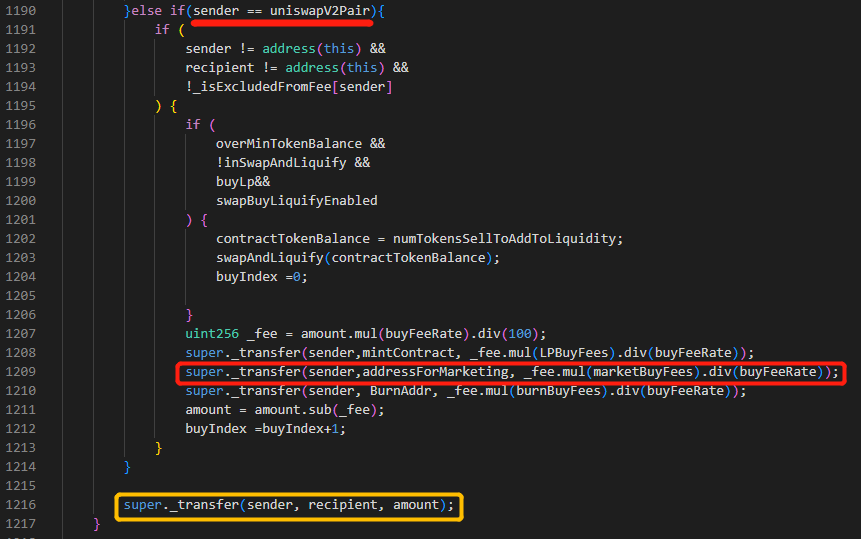 1190 }else if(sender == uniswapV2Pair){
1191 if (
1192 sender != address(this) &&
1193 recipient != address(this) &&
1194 !_isExcludedFromFee[sender]
1195 ) {
1196 if (
1197 overMinTokenBalance &&
1198 !inSwapAndLiquify &&
1199 buyLp&&
1200 swapBuyLiquifyEnabled
1201 ) {
1202 contractTokenBalance = numTokensSellToAddToLiquidity;
1203 swapAndLiquify(contractTokenBalance);
1204 buyIndex =0;
1205
1206 }
1207 uint256 _fee = amount.mul(buyFeeRate).div(100);
1208 super._transfer(sender,mintContract, _fee.mul(LPBuyFees).div(buyFeeRate));
1209 super._transfer(sender,addressForMarketing, _fee.mul(marketBuyFees).div(buyFeeRate));
1210 super._transfer(sender, BurnAddr, _fee.mul(burnBuyFees).div(buyFeeRate));
1211 amount = amount.sub(_fee);
1212 buyIndex =buyIndex+1;
1213 }
1214 }
1215
1216 super._transfer(sender, recipient, amount);
1217 }